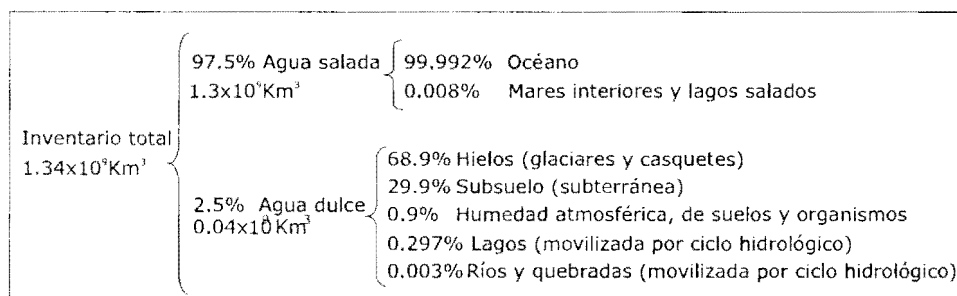 97.5% Agua salada
1.3x10⁹Km³
99.992% Océano
0.008% Mares interiores y lagos salados
Inventario total
1.34x10⁹Km³
2.5% Agua dulce
0.04x10⁹Km³
68.9% Hielos (glaciares y casquetes)
29.9% Subsuelo (subterránea)
0.9% Humedad atmosférica, de suelos y organismos
0.297% Lagos (movilizada por ciclo hidrológico)
0.003% Ríos y quebradas (movilizada por ciclo hidrológico)